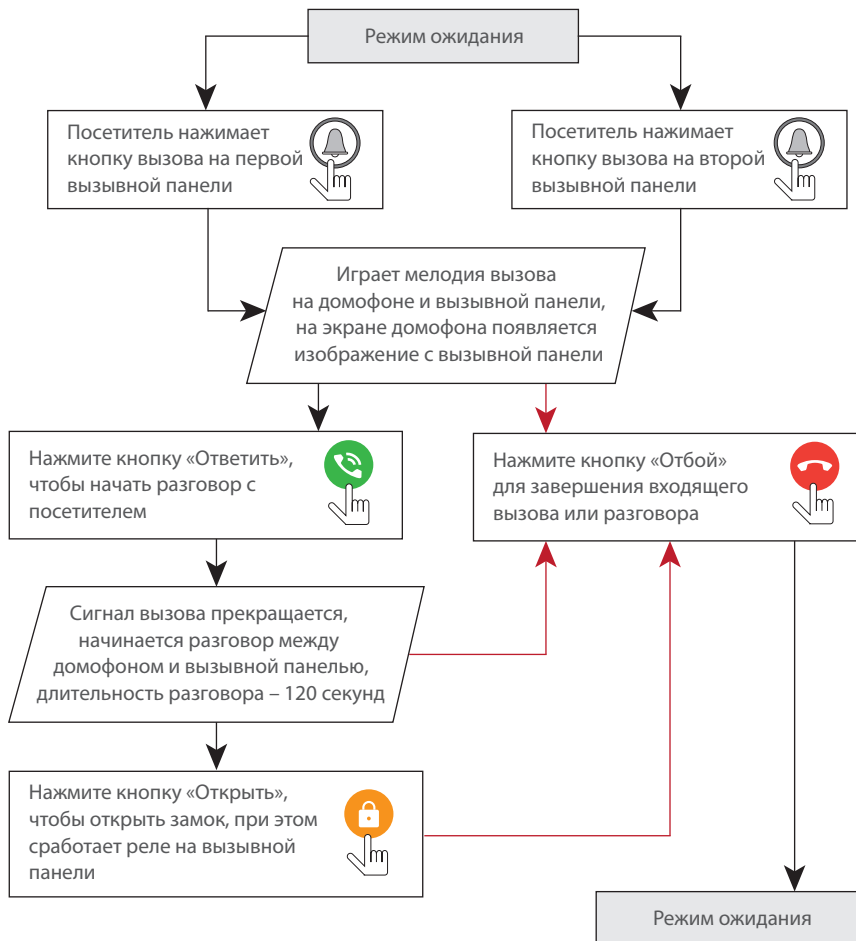 Режим ожидания
Посетитель нажимает
кнопку вызова на первой
вызывной панели
Посетитель нажимает
кнопку вызова на второй
вызывной панели
Играет мелодия вызова
на домофоне и вызывной панели,
на экране домофона появляется
изображение с вызывной панели
Нажмите кнопку «Ответить»,
чтобы начать разговор с
посетителем
Нажмите кнопку «Отбой»
для завершения входящего
вызова или разговора
Сигнал вызова прекращается,
начинается разговор между
домофоном и вызывной панелью,
длительность разговора – 120 секунд
Нажмите кнопку «Открыть»,
чтобы открыть замок, при этом
сработает реле на вызывной
панели
Режим ожидания